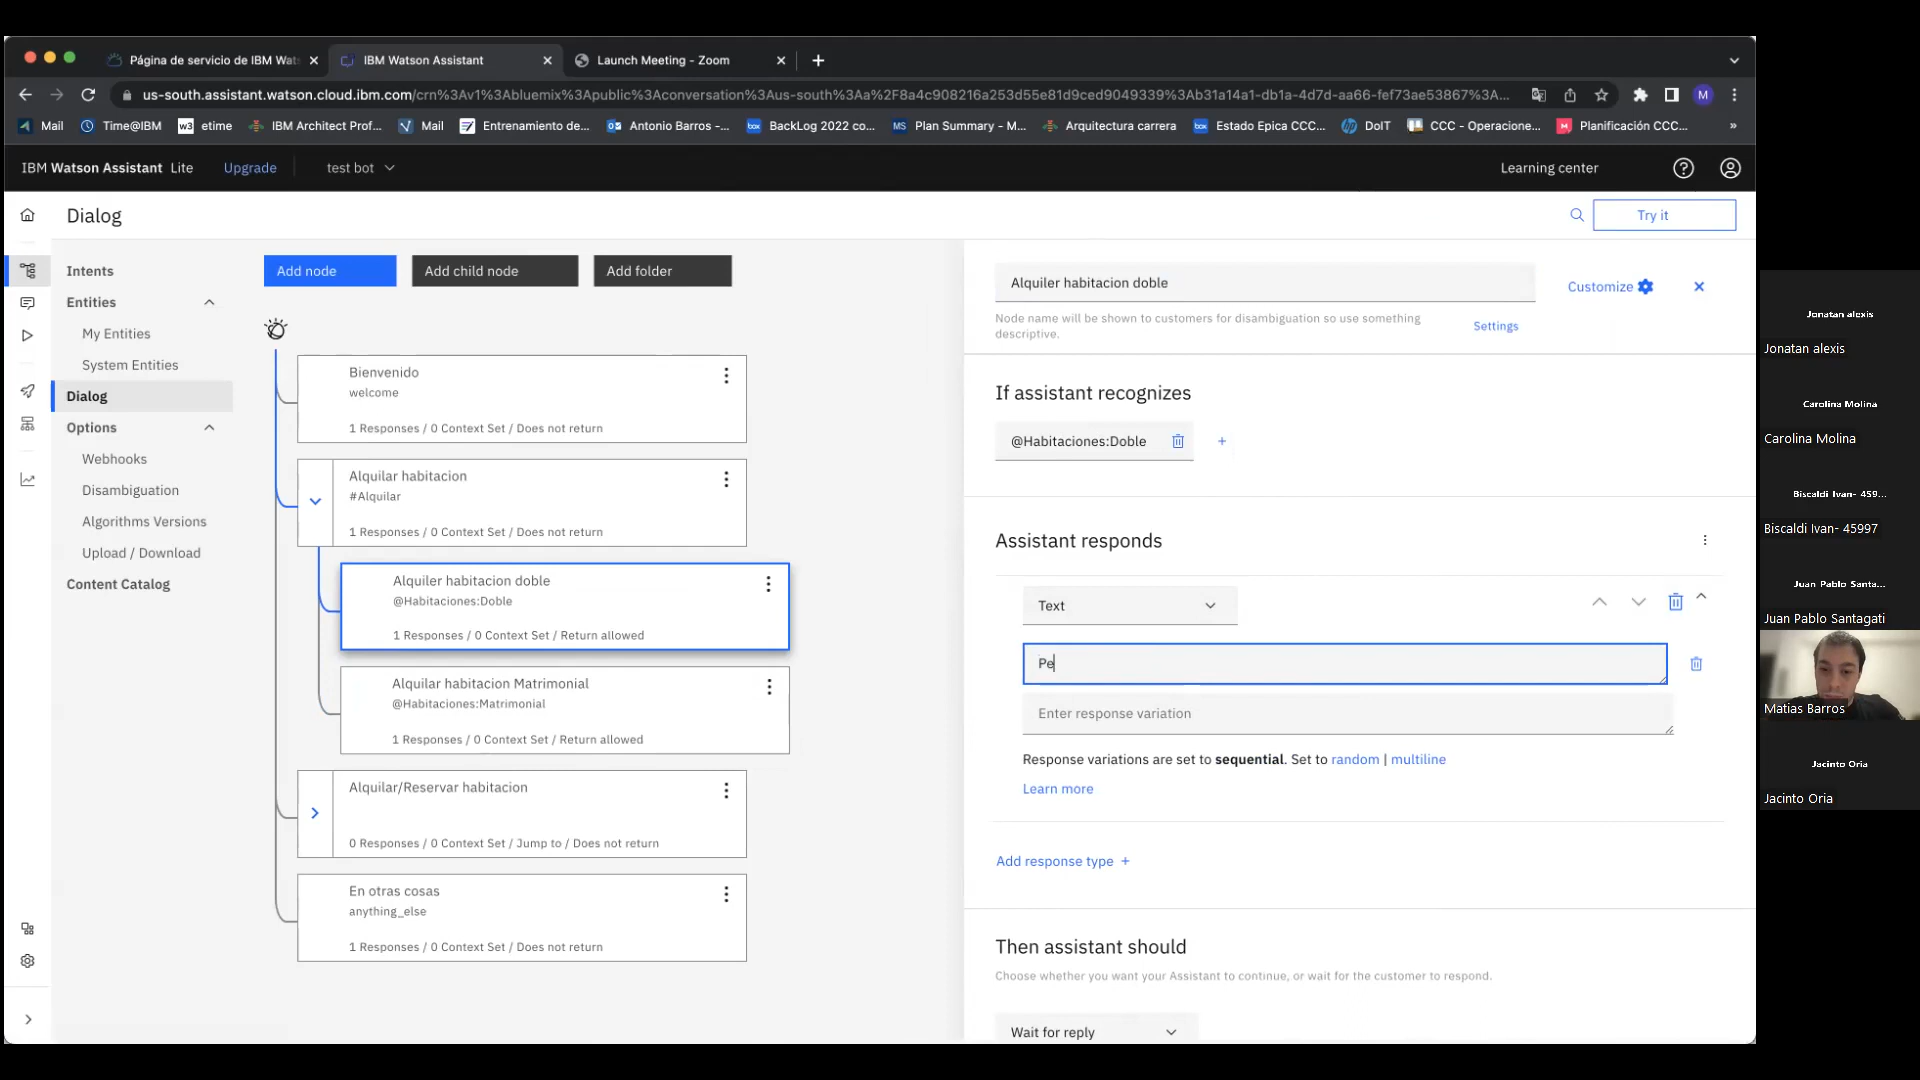 Página de servicio de IBM Wat
IBM Watson Assistant
Launch Meeting - Zoom
us-south.assistant.watson.cloud.ibm.com/crn%3Av1%3Abluemix%3Apublic%3Aconversation%3Aus-south%3Aa%2F8a4c908216a253d55e81d9ced9049339%3Ab31a14a1-db1a-4d7d-aa66-fef73ae53867%3A...
M
Mail
Time@IBM
w3 etime
IBM Architect Prof...
Mail
Entrenamiento de...
Antonio Barros -...
box BackLog 2022 co...
MS Plan Summary - M...
Arquitectura carrera
box Estado Epica CCC...
DoIT
CCC - Operacione...
Planificación CCC...
»
IBM Watson Assistant Lite
Upgrade
test bot
Learning center
Dialog
Try it
Intents
Entities
My Entities
System Entities
Dialog
Options
Webhooks
Disambiguation
Algorithms Versions
Upload / Download
Content Catalog
Add node
Add child node
Add folder
Bienvenido
welcome
1 Responses / 0 Context Set / Does not return
Alquilar habitacion
#Alquilar
1 Responses / 0 Context Set / Does not return
Alquiler habitacion doble
@Habitaciones:Doble
1 Responses / 0 Context Set / Return allowed
Alquilar habitacion Matrimonial
@Habitaciones:Matrimonial
1 Responses / 0 Context Set / Return allowed
Alquilar/Reservar habitacion
0 Responses / 0 Context Set / Jump to / Does not return
En otras cosas
anything_else
1 Responses / 0 Context Set / Does not return
Alquiler habitacion doble
Customize
Node name will be shown to customers for disambiguation so use something
descriptive.
Settings
If assistant recognizes
@Habitaciones:Doble
Assistant responds
Text
Pe
Enter response variation
Response variations are set to sequential. Set to random | multiline
Learn more
Add response type +
Then assistant should
Choose whether you want your Assistant to continue, or wait for the customer to respond.
Wait for reply
Jonatan alexis
Jonatan alexis
Carolina Molina
Carolina Molina
Biscaldi Ivan- 459...
Biscaldi Ivan- 45997
Juan Pablo Santa...
Juan Pablo Santagati
Matias Barros
Jacinto Oria
Jacinto Oria